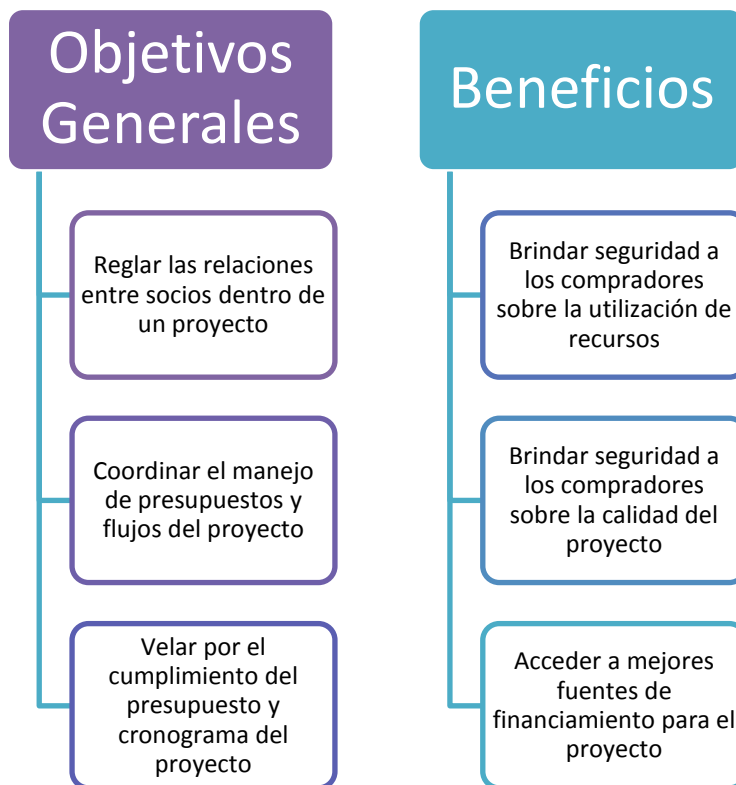 Objetivos
Generales
Reglar las relaciones
entre socios dentro de
un proyecto
Coordinar el manejo
de presupuestos y
flujos del proyecto
Velar por el
cumplimiento del
presupuesto y
cronograma del
proyecto
Beneficios
Brindar seguridad a
los compradores
sobre la utilización de
recursos
Brindar seguridad a
los compradores
sobre la calidad del
proyecto
Acceder a mejores
fuentes de
financiamiento para el
proyecto